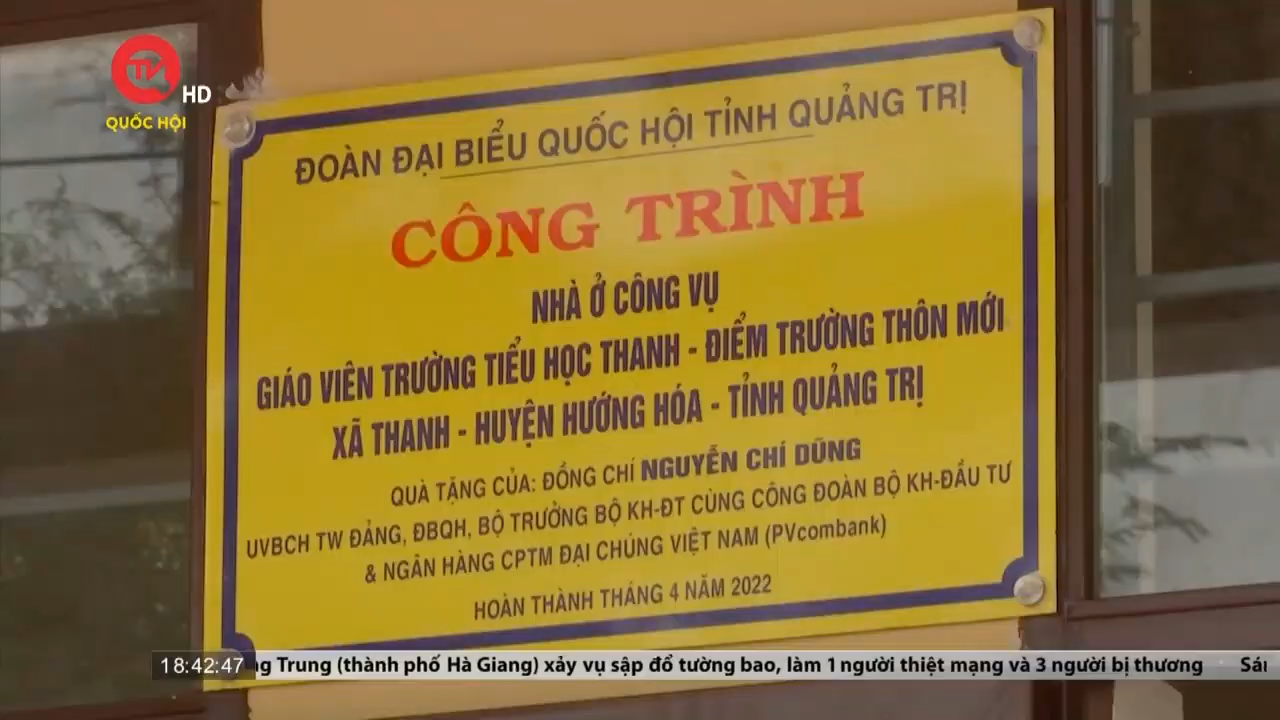 HD
QUỐC HỘI
ĐOÀN ĐẠI BIỂU QUỐC HỘI TỈNH QUẢNG TRỊ
CÔNG TRÌNH
NHÀ Ở CÔNG VỤ
GIÁO VIÊN TRƯỜNG TIỂU HỌC THANH - ĐIỂM TRƯỜNG THÔN MỚI
XÃ THANH - HUYỆN HƯỚNG HÓA - TỈNH QUẢNG TRỊ
QUÀ TẶNG CỦA: ĐỒNG CHÍ NGUYỄN CHÍ DŨNG
UVBCH TW ĐẢNG, ĐBQH, BỘ TRƯỞNG BỘ KH-ĐT CÙNG CÔNG ĐOÀN BỘ KH-ĐẦU TƯ
& NGÂN HÀNG CPTM ĐẠI CHÚNG VIỆT NAM (PVcombank)
HOÀN THÀNH THÁNG 4 NĂM 2022
18:42:47 Trung (thành phố Hà Giang) xảy vụ sập đổ tường bao, làm 1 người thiệt mạng và 3 người bị thương